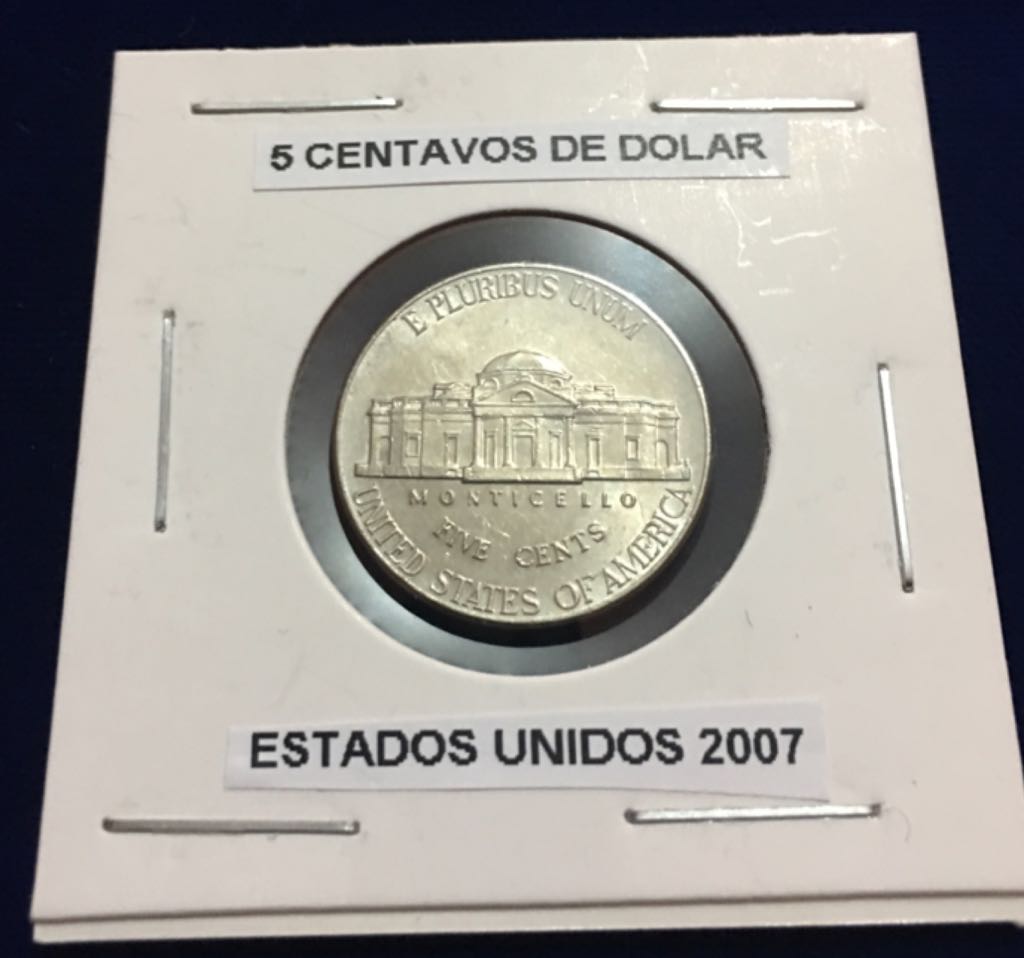 5 CENTAVOS DE DOLAR
E PLURIBUS UNUM
MONTICELLO
FIVE CENTS
UNITED STATES OF AMERICA
ESTADOS UNIDOS 2007